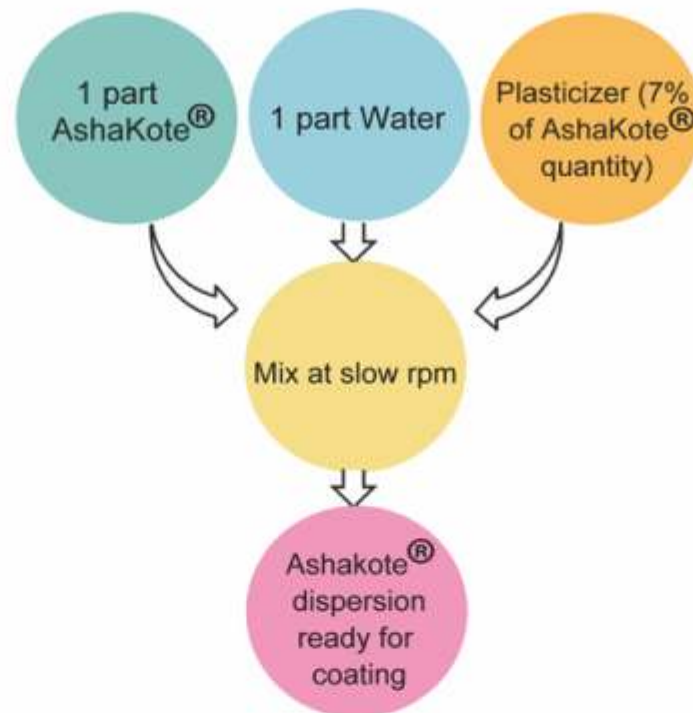 1 part
AshaKote®
1 part Water
Plasticizer (7%
of AshaKote®
quantity)
Mix at slow rpm
Ashakote®
dispersion
ready for
coating